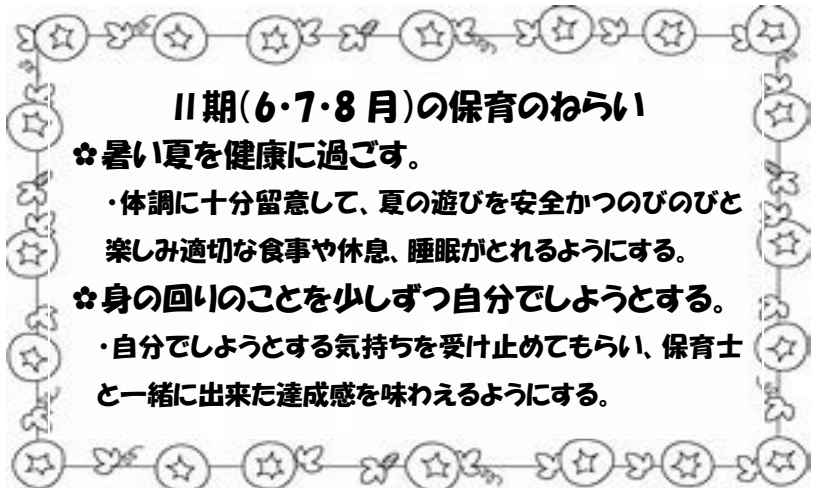 Ⅱ期(6・7・8月)の保育のねらい
✿暑い夏を健康に過ごす。
・体調に十分留意して、夏の遊びを安全かつのびのびと
楽しみ適切な食事や休息、睡眠がとれるようにする。
✿身の回りのことを少しずつ自分でしようとする。
・自分でしようとする気持ちを受け止めてもらい、保育士
と一緒に出来た達成感を味わえるようにする。